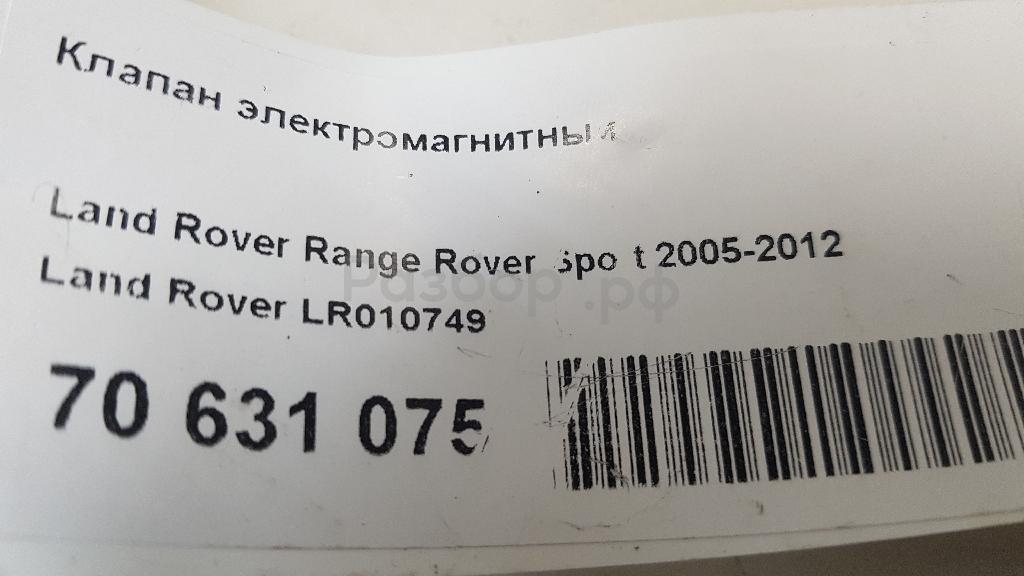 Клапан электромагнитный
Land Rover Range Rover Sport 2005-2012
Land Rover LR010749
Разбор.рф
70 631 075